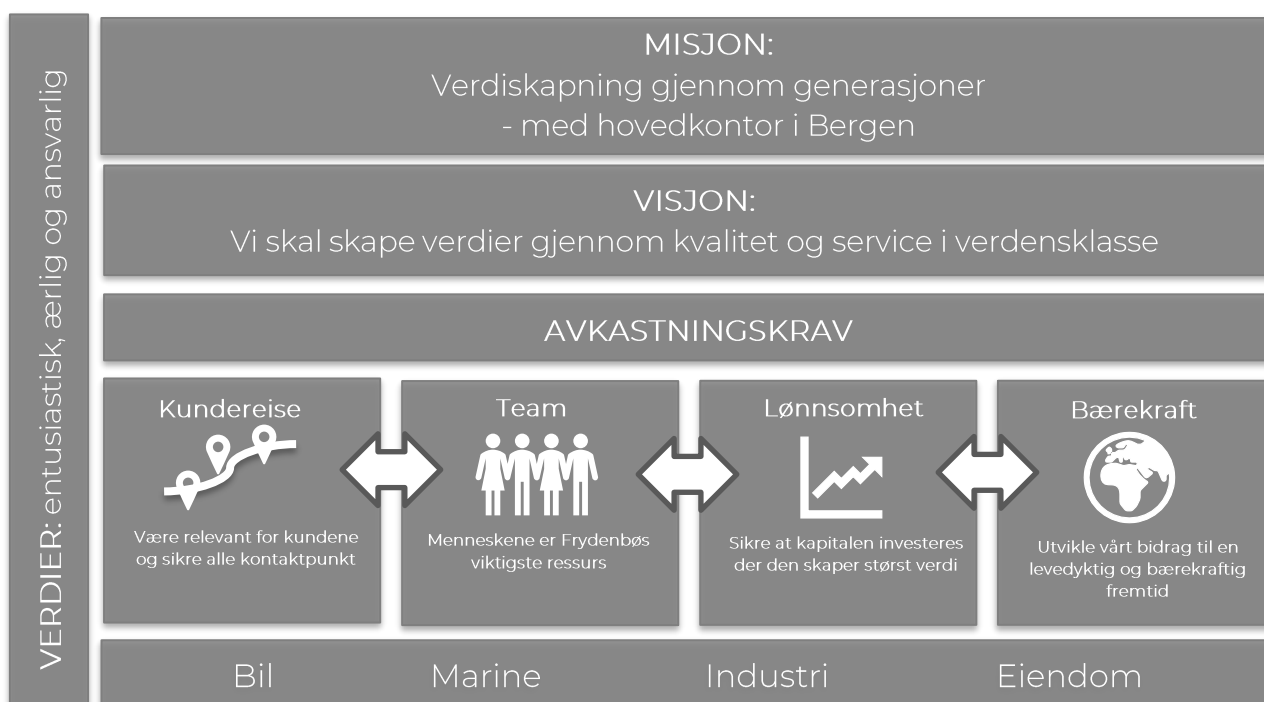 VERDIER: entusiastisk, ærlig og ansvarlig
MISJON:
Verdiskapning gjennom generasjoner
- med hovedkontor i Bergen
VISJON:
Vi skal skape verdier gjennom kvalitet og service i verdensklasse
AVKASTNINGSKRAV
Kundereise
Være relevant for kundene
og sikre alle kontaktpunkt
Team
Menneskene er Frydenbøs
viktigste ressurs
Lønnsomhet
Sikre at kapitalen investeres
der den skaper størst verdi
Bærekraft
Utvikle vårt bidrag til en
levedyktig og bærekraftig
fremtid
Bil Marine Industri Eiendom